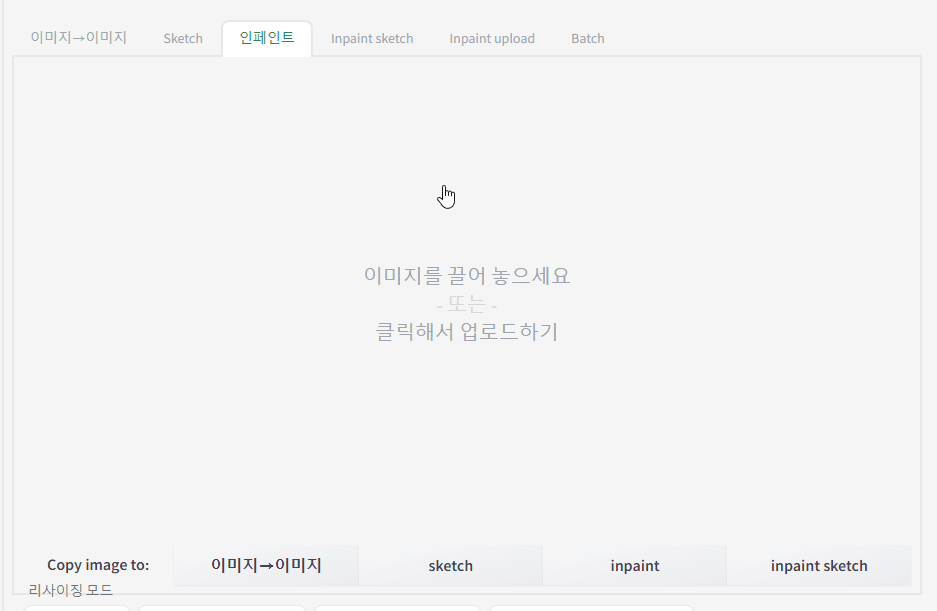 이미지→이미지 Sketch 인페인트 Inpaint sketch Inpaint upload Batch
이미지를 끌어 놓으세요
- 또는 -
클릭해서 업로드하기
Copy image to: 이미지→이미지 sketch inpaint inpaint sketch
리사이징 모드